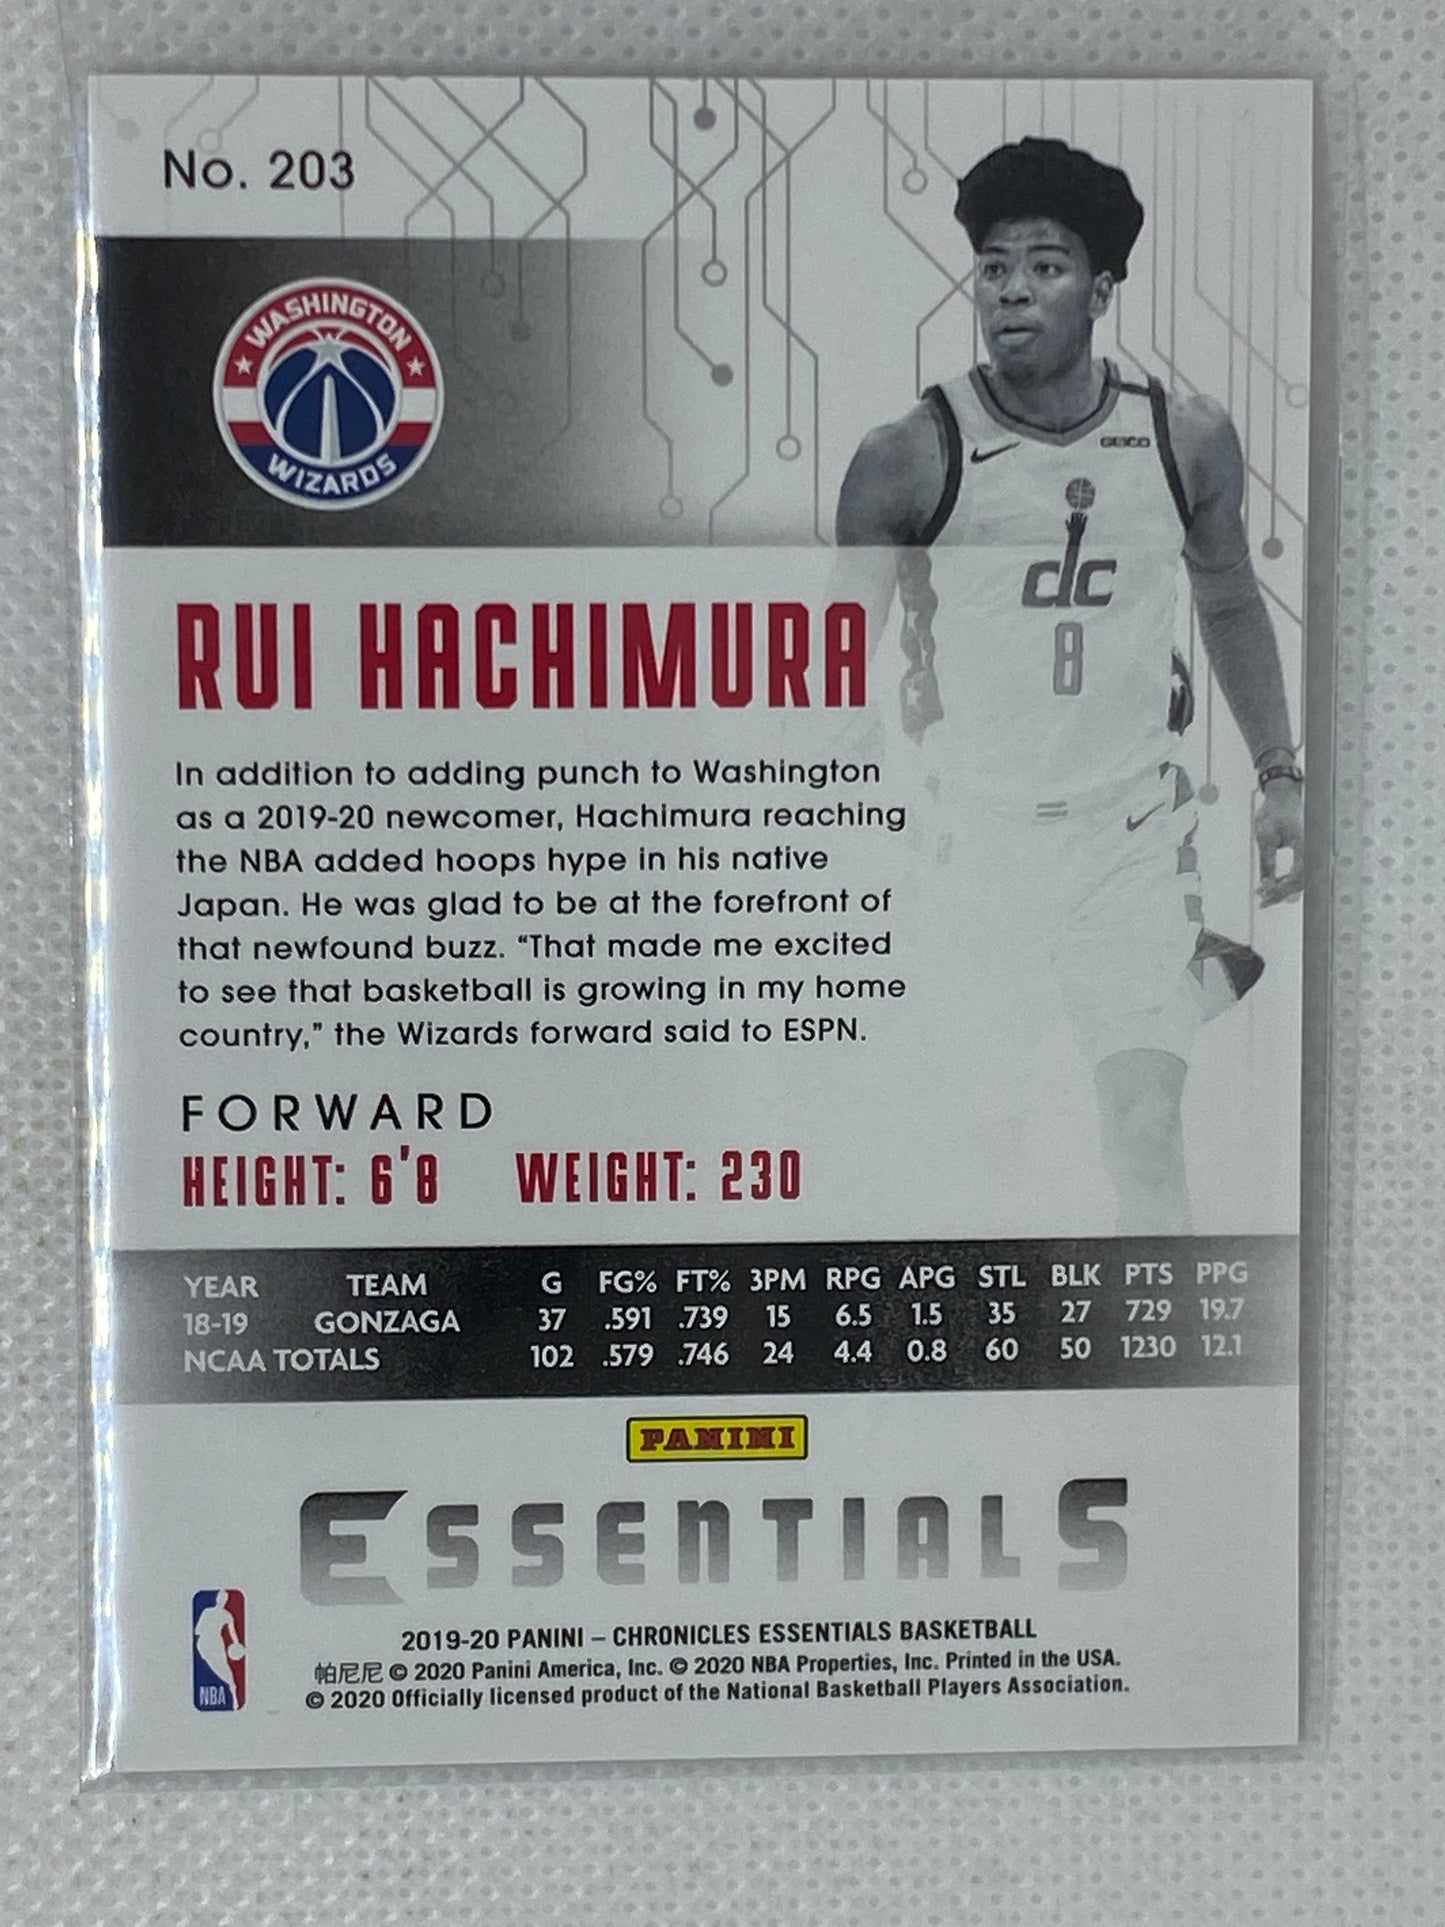 No. 203
WASHINGTON
WIZARDS
GEICO
dc
8
RUI HACHIMURA
In addition to adding punch to Washington
as a 2019-20 newcomer, Hachimura reaching
the NBA added hoops hype in his native
Japan. He was glad to be at the forefront of
that newfound buzz. “That made me excited
to see that basketball is growing in my home
country,” the Wizards forward said to ESPN.
FORWARD
HEIGHT: 6'8 WEIGHT: 230
YEAR TEAM G FG% FT% 3PM RPG APG STL BLK PTS PPG
18-19 GONZAGA 37 .591 .739 15 6.5 1.5 35 27 729 19.7
NCAA TOTALS 102 .579 .746 24 4.4 0.8 60 50 1230 12.1
PANINI
ESSENTIALS
2019-20 PANINI – CHRONICLES ESSENTIALS BASKETBALL
帕尼尼 © 2020 Panini America, Inc. © 2020 NBA Properties, Inc. Printed in the USA.
© 2020 Officially licensed product of the National Basketball Players Association.
NBA